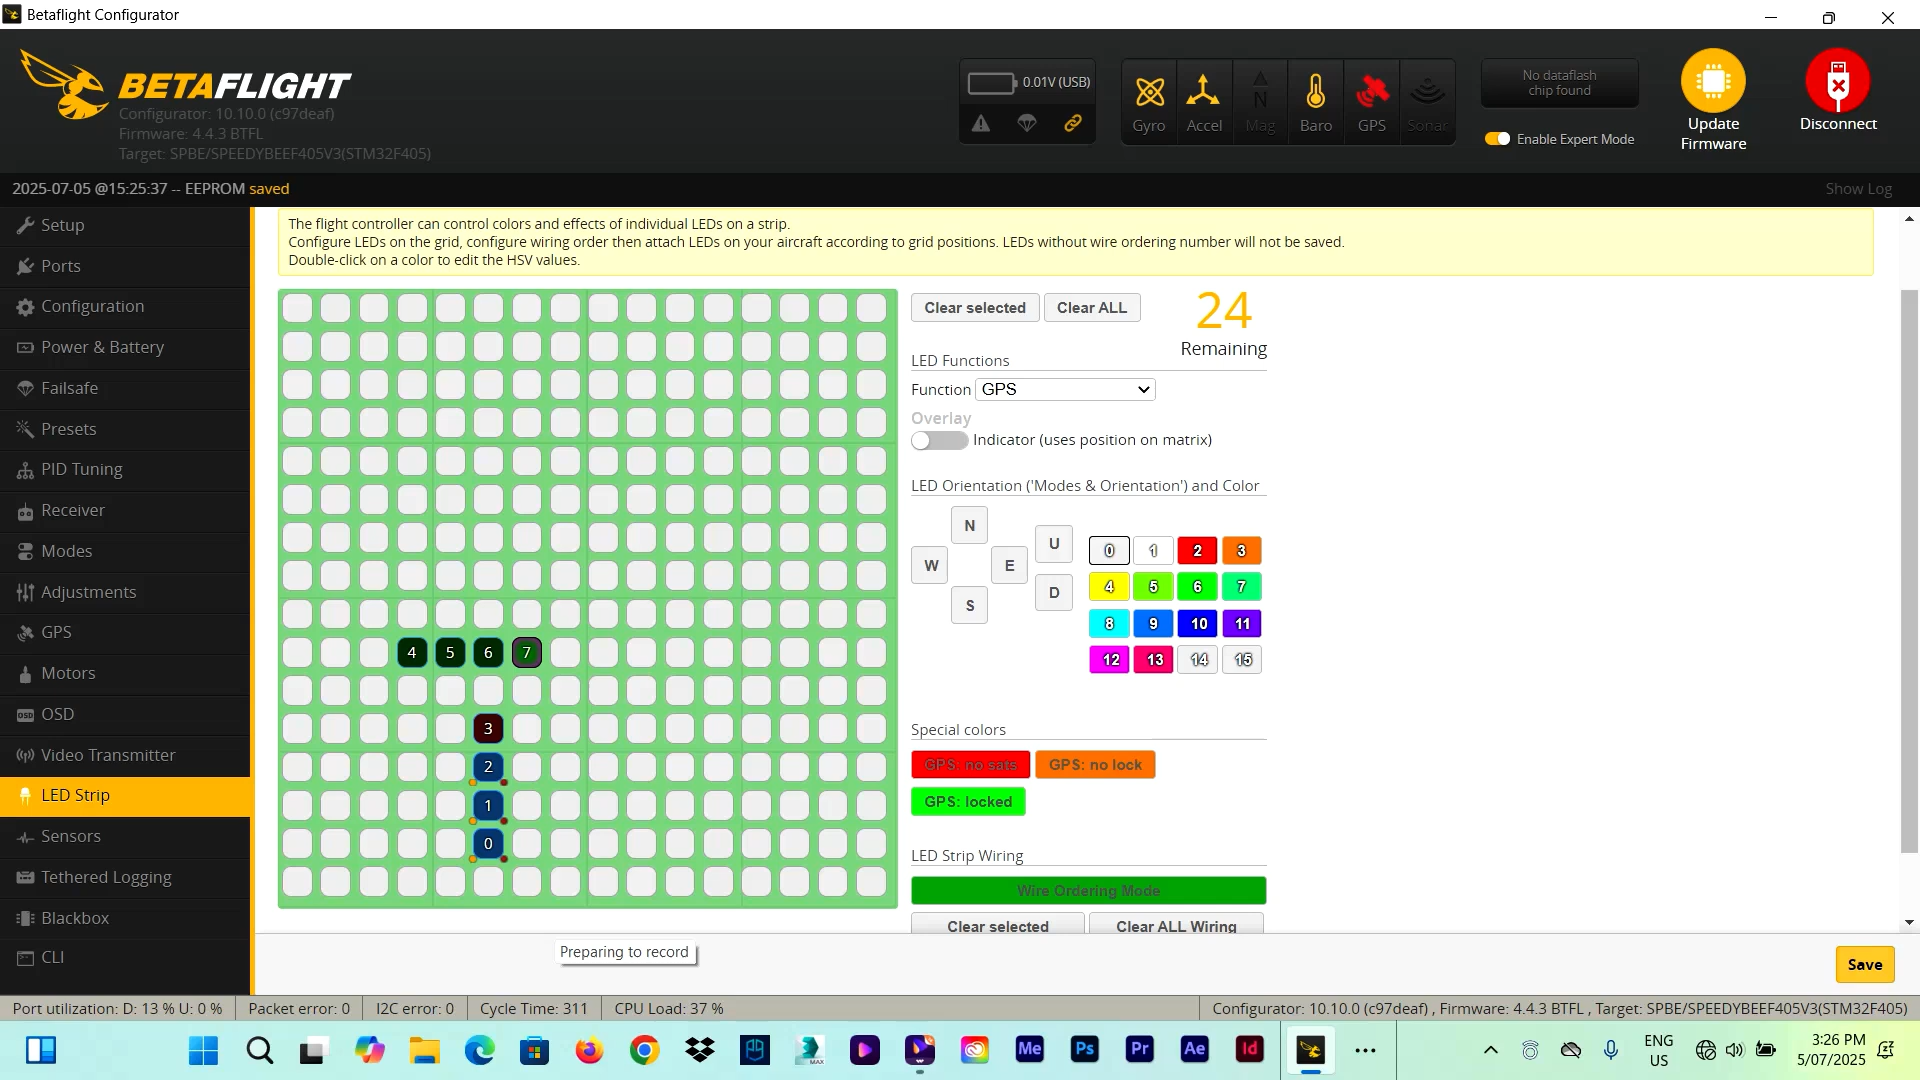 Betaflight Configurator
BETAFLIGHT
Configurator: 10.10.0 (c97deaf)
Firmware: 4.4.3 BTFL
Target: SPBE/SPEEDYBEEF405V3(STM32F405)
0.01V (USB)
Gyro
Accel
N
Mag
Baro
GPS
Sonar
No dataflash
chip found
Enable Expert Mode
Update
Firmware
Disconnect
2025-07-05 @15:25:37 -- EEPROM saved
Show Log
Setup
Ports
Configuration
Power & Battery
Failsafe
Presets
PID Tuning
Receiver
Modes
Adjustments
GPS
Motors
OSD
Video Transmitter
LED Strip
Sensors
Tethered Logging
Blackbox
CLI
The flight controller can control colors and effects of individual LEDs on a strip.
Configure LEDs on the grid, configure wiring order then attach LEDs on your aircraft according to grid positions. LEDs without wire ordering number will not be saved.
Double-click on a color to edit the HSV values.
4 5 6 7
3
2
1
0
Clear selected
Clear ALL
24
Remaining
LED Functions
Function GPS
Overlay
Indicator (uses position on matrix)
LED Orientation ('Modes & Orientation') and Color
N
W E
S
U
D
0 1 2 3
4 5 6 7
8 9 10 11
12 13 14 15
Special colors
GPS: no sats
GPS: no lock
GPS: locked
LED Strip Wiring
Wire Ordering Mode
Clear selected
Clear ALL Wiring
Preparing to record
Save
Port utilization: D: 13 % U: 0 %
Packet error: 0
I2C error: 0
Cycle Time: 311
CPU Load: 37 %
Configurator: 10.10.0 (c97deaf) , Firmware: 4.4.3 BTFL , Target: SPBE/SPEEDYBEEF405V3(STM32F405)
MAX
Me
Ps
Pr
Ae
Id
ENG
US
3:26 PM
5/07/2025